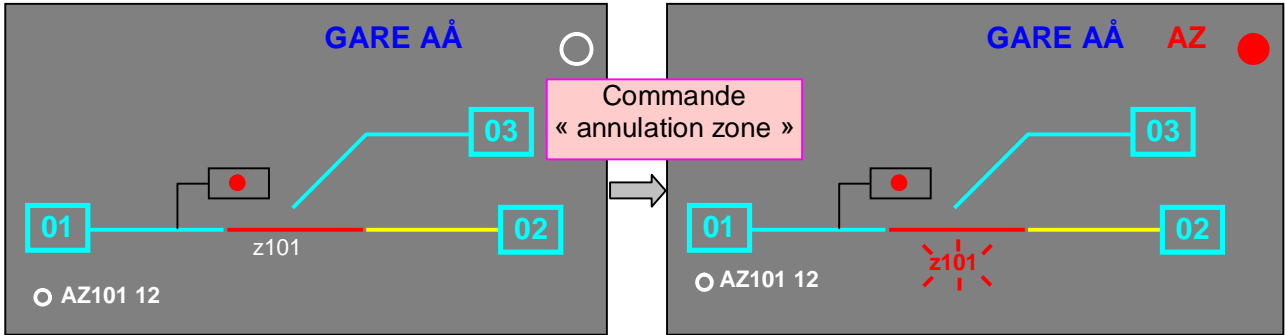 GARE AÅ
03
01
02
z101
AZ101 12
Commande
« annulation zone »
GARE AÅ AZ
03
01
02
z101
AZ101 12